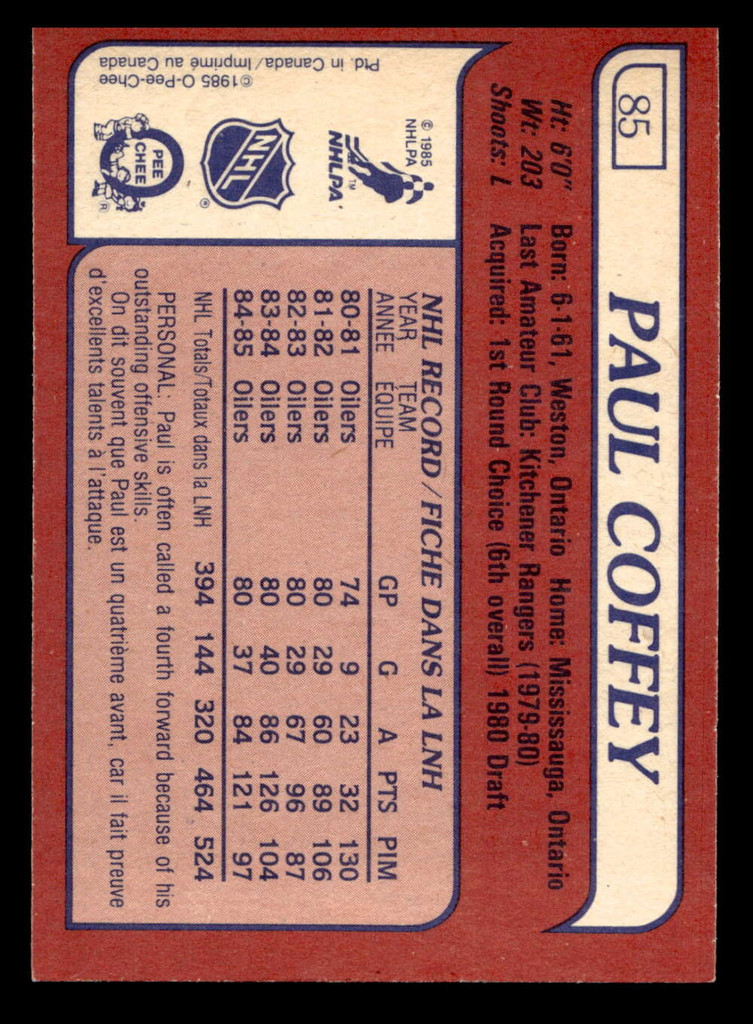 85
PAUL COFFEY
Ht: 6'0" Born: 6-1-61, Weston, Ontario Home: Mississauga, Ontario
Wt: 203 Last Amateur Club: Kitchener Rangers (1979-80)
Shoots: L Acquired: 1st Round Choice (6th overall) 1980 Draft
© 1985
NHLPA
NHLPA™
NHL ®
O PEE CHEE ®
© 1985 O-Pee-Chee
Ptd. in Canada/Imprimé au Canada
NHL RECORD/FICHE DANS LA LNH
YEAR TEAM
ANNÉE ÉQUIPE GP G A PTS PIM
80-81 Oilers 74 9 23 32 130
81-82 Oilers 80 29 60 89 106
82-83 Oilers 80 29 67 96 87
83-84 Oilers 80 40 86 126 104
84-85 Oilers 80 37 84 121 97
NHL Totals/Totaux dans la LNH 394 144 320 464 524
PERSONAL: Paul is often called a fourth forward because of his
outstanding offensive skills.
On dit souvent que Paul est un quatrième avant, car il fait preuve
d'excellents talents à l'attaque.